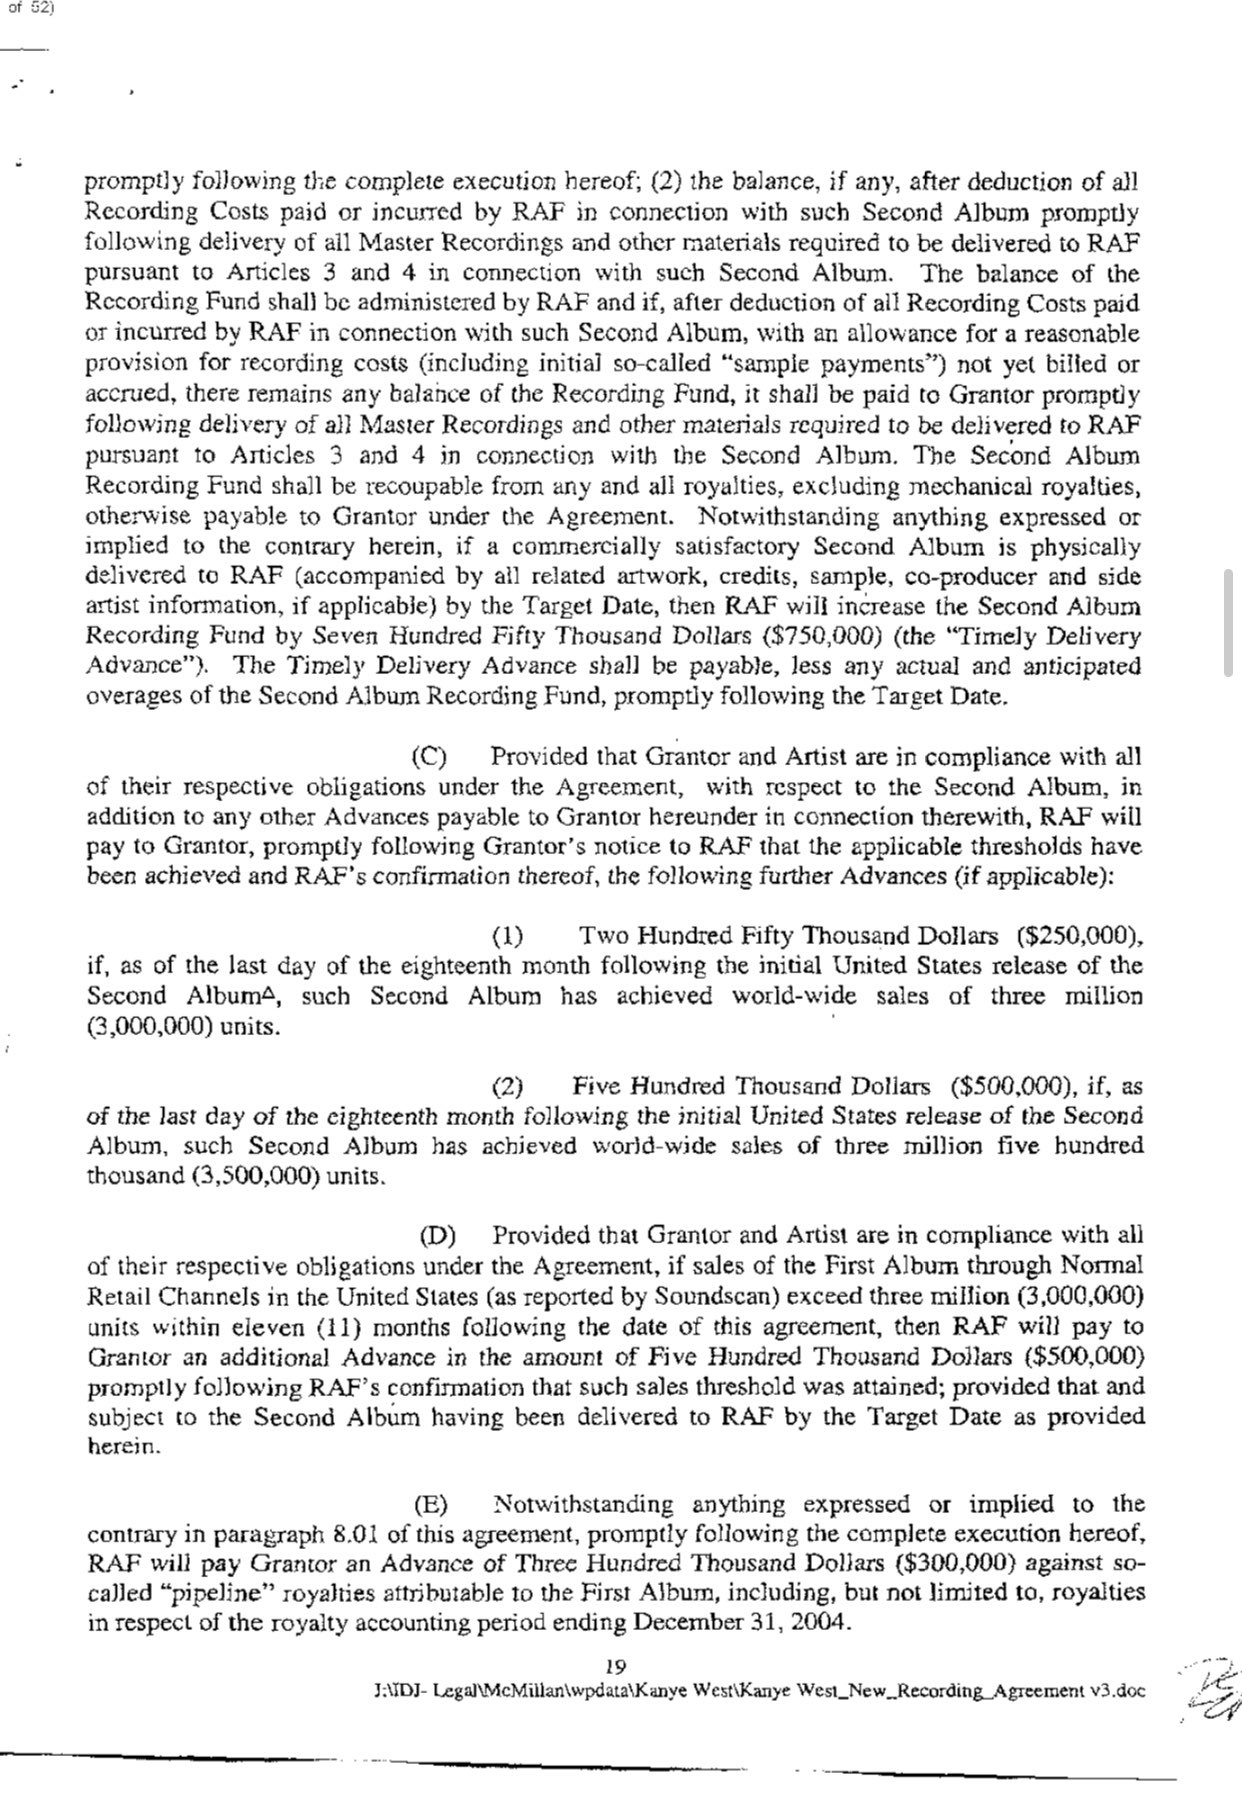 of 52)
promptly following the complete execution hereof; (2) the balance, if any, after deduction of all
Recording Costs paid or incurred by RAF in connection with such Second Album promptly
following delivery of all Master Recordings and other materials required to be delivered to RAF
pursuant to Articles 3 and 4 in connection with such Second Album. The balance of the
Recording Fund shall be administered by RAF and if, after deduction of all Recording Costs paid
or incurred by RAF in connection with such Second Album, with an allowance for a reasonable
provision for recording costs (including initial so-called “sample payments”) not yet billed or
accrued, there remains any balance of the Recording Fund, it shall be paid to Grantor promptly
following delivery of all Master Recordings and other materials required to be delivered to RAF
pursuant to Articles 3 and 4 in connection with the Second Album. The Second Album
Recording Fund shall be recoupable from any and all royalties, excluding mechanical royalties,
otherwise payable to Grantor under the Agreement. Notwithstanding anything expressed or
implied to the contrary herein, if a commercially satisfactory Second Album is physically
delivered to RAF (accompanied by all related artwork, credits, sample, co-producer and side
artist information, if applicable) by the Target Date, then RAF will increase the Second Album
Recording Fund by Seven Hundred Fifty Thousand Dollars ($750,000) (the “Timely Delivery
Advance”). The Timely Delivery Advance shall be payable, less any actual and anticipated
overages of the Second Album Recording Fund, promptly following the Target Date.
(C) Provided that Grantor and Artist are in compliance with all
of their respective obligations under the Agreement, with respect to the Second Album, in
addition to any other Advances payable to Grantor hereunder in connection therewith, RAF will
pay to Grantor, promptly following Grantor’s notice to RAF that the applicable thresholds have
been achieved and RAF’s confirmation thereof, the following further Advances (if applicable):
(1) Two Hundred Fifty Thousand Dollars ($250,000),
if, as of the last day of the eighteenth month following the initial United States release of the
Second Album∆, such Second Album has achieved world-wide sales of three million
(3,000,000) units.
(2) Five Hundred Thousand Dollars ($500,000), if, as
of the last day of the eighteenth month following the initial United States release of the Second
Album, such Second Album has achieved world-wide sales of three million five hundred
thousand (3,500,000) units.
(D) Provided that Grantor and Artist are in compliance with all
of their respective obligations under the Agreement, if sales of the First Album through Normal
Retail Channels in the United States (as reported by Soundscan) exceed three million (3,000,000)
units within eleven (11) months following the date of this agreement, then RAF will pay to
Grantor an additional Advance in the amount of Five Hundred Thousand Dollars ($500,000)
promptly following RAF’s confirmation that such sales threshold was attained; provided that and
subject to the Second Album having been delivered to RAF by the Target Date as provided
herein.
(E) Notwithstanding anything expressed or implied to the
contrary in paragraph 8.01 of this agreement, promptly following the complete execution hereof,
RAF will pay Grantor an Advance of Three Hundred Thousand Dollars ($300,000) against so-
called “pipeline” royalties attributable to the First Album, including, but not limited to, royalties
in respect of the royalty accounting period ending December 31, 2004.
19
J:\IDJ- Legal\McMillan\wpdata\Kanye West\Kanye West_New_Recording_Agreement v3.doc